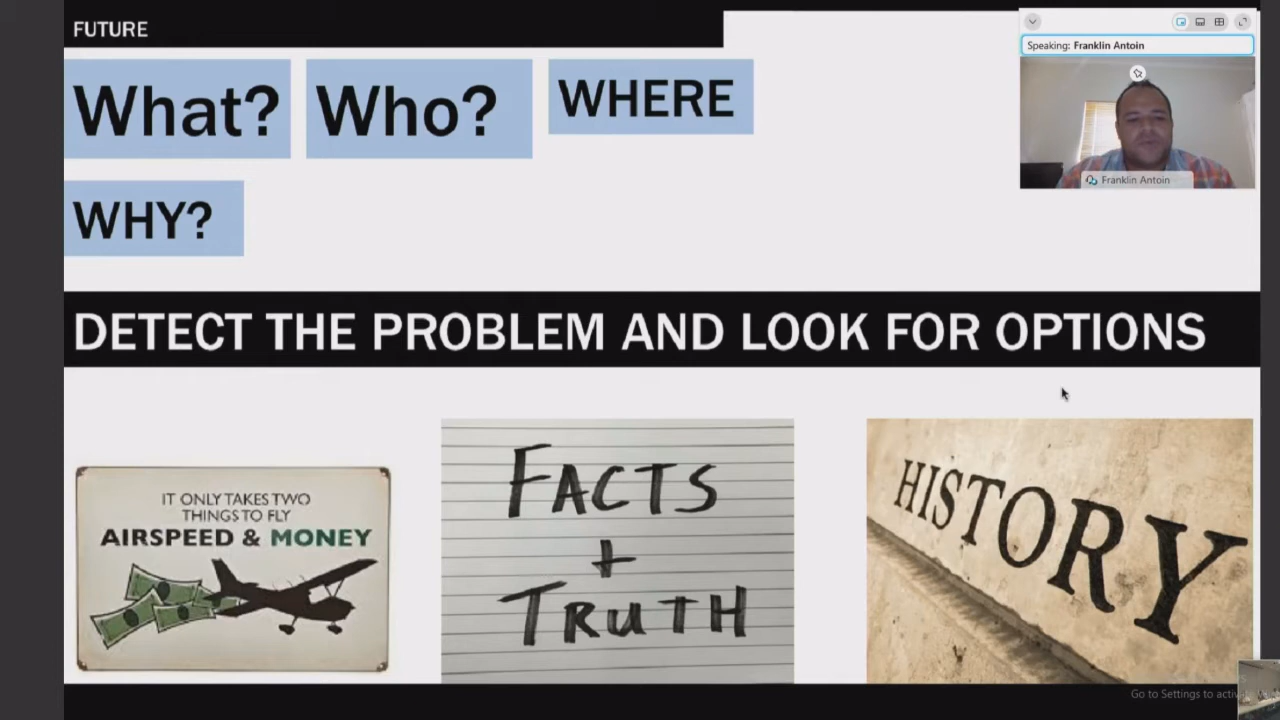 FUTURE
What? Who? WHERE
WHY?
DETECT THE PROBLEM AND LOOK FOR OPTIONS
IT ONLY TAKES TWO
THINGS TO FLY
AIRSPEED & MONEY
FACTS
+
TRUTH
HISTORY
Speaking: Franklin Antoin
Franklin Antoin
Go to Settings to